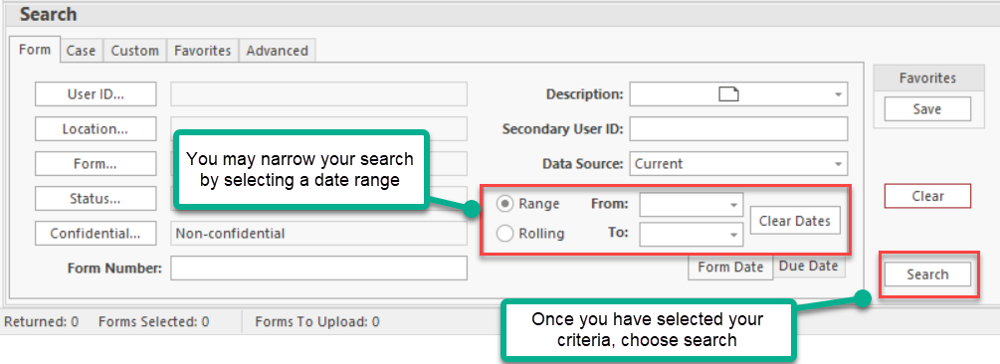 Search
Form Case Custom Favorites Advanced
User ID...
Location...
Form...
Status...
Confidential... Non-confidential
Form Number:
You may narrow your search
by selecting a date range
Description:
Secondary User ID:
Data Source: Current
Range From:
Rolling To:
Clear Dates
Form Date Due Date
Favorites
Save
Clear
Search
Once you have selected your
criteria, choose search
Returned: 0 Forms Selected: 0 Forms To Upload: 0